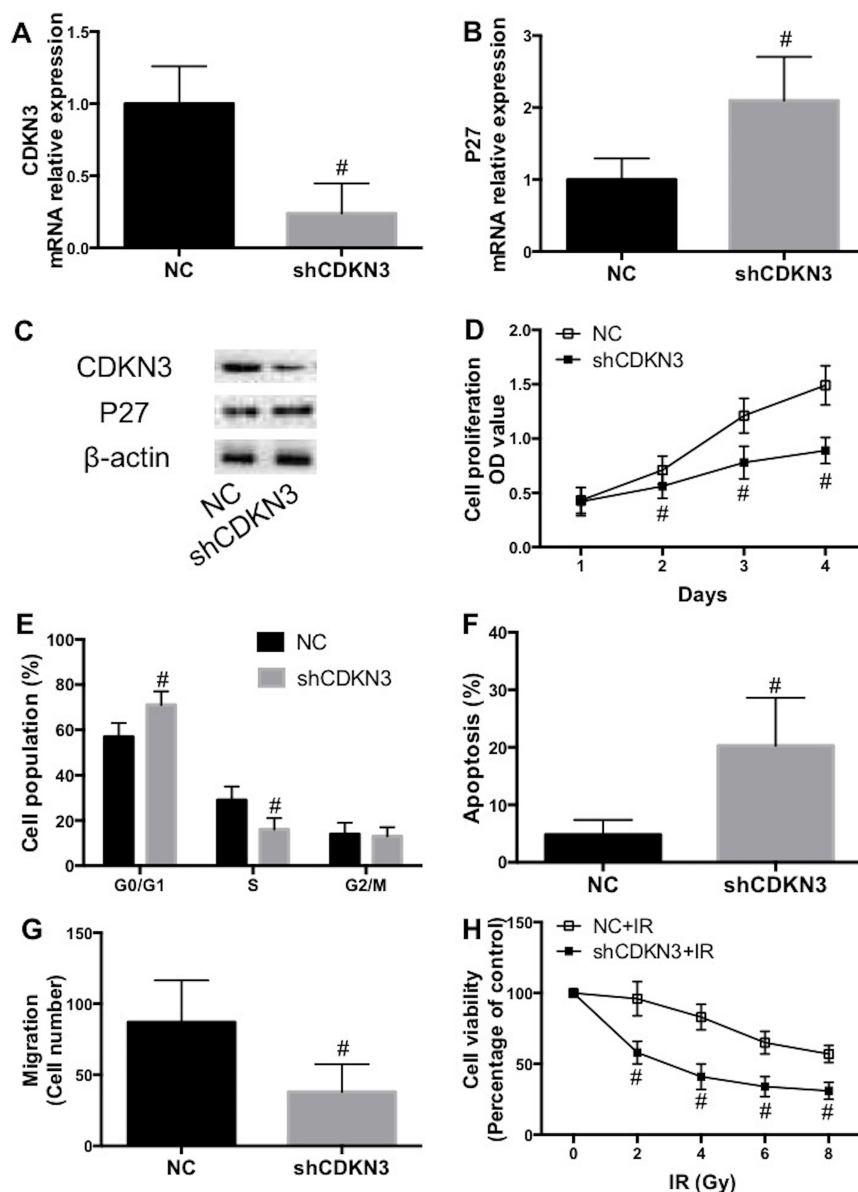 A
CDKN3
mRNA relative expression
1.5
1.0
0.5
0.0
#
NC
shCDKN3
B
P27
mRNA relative expression
3
2
1
0
#
NC
shCDKN3
C
CDKN3
P27
β-actin
NC
shCDKN3
D
Cell proliferation
OD value
2.0
1.5
1.0
0.5
0.0
NC
shCDKN3
# # #
1 2 3 4
Days
E
Cell population (%)
100
80
60
40
20
0
NC
shCDKN3
#
#
G0/G1 S G2/M
F
Apoptosis (%)
40
30
20
10
0
#
NC
shCDKN3
G
Migration
(Cell number)
150
100
50
0
#
NC
shCDKN3
H
Cell viability
(Percentage of control)
150
100
50
0
NC+IR
shCDKN3+IR
# # # #
0 2 4 6 8
IR (Gy)